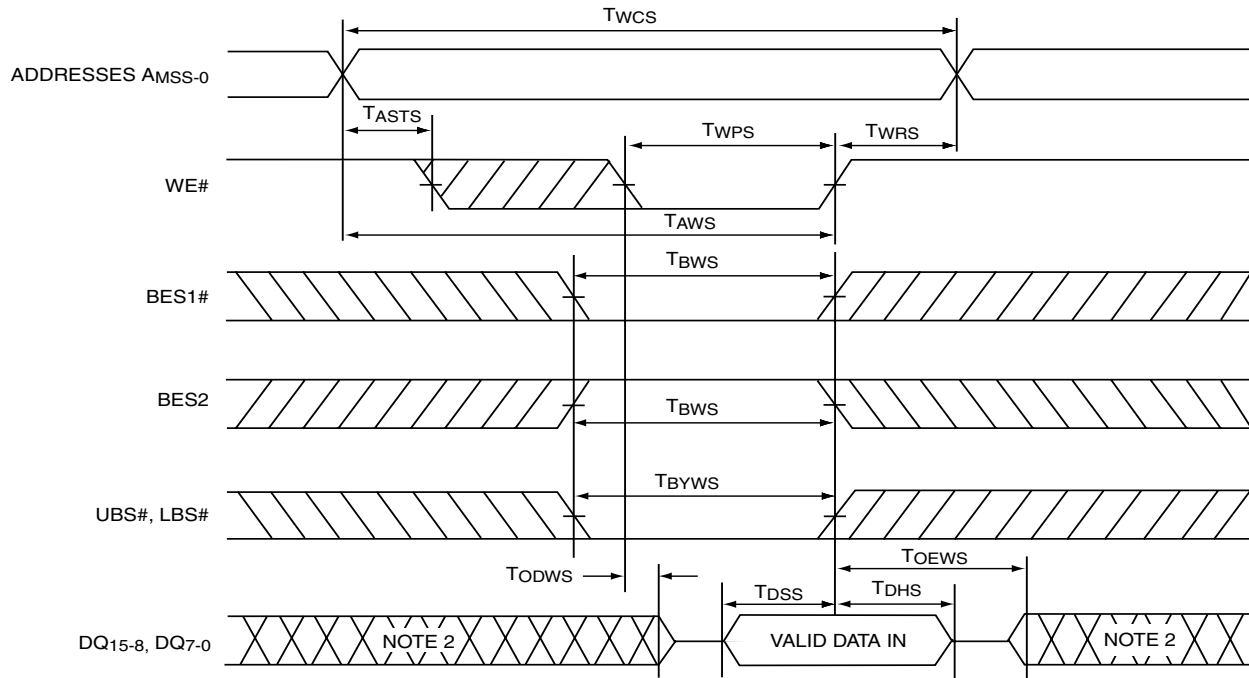 TWCS
ADDRESSES AMSS-0
TASTS
TWPS
TWRS
WE#
TAWS
TBWS
BES1#
BES2
TBWS
TBYWS
UBS#, LBS#
TOEWS
TODWS
TDSS
TDHS
DQ15-8, DQ7-0
NOTE 2
VALID DATA IN
NOTE 2